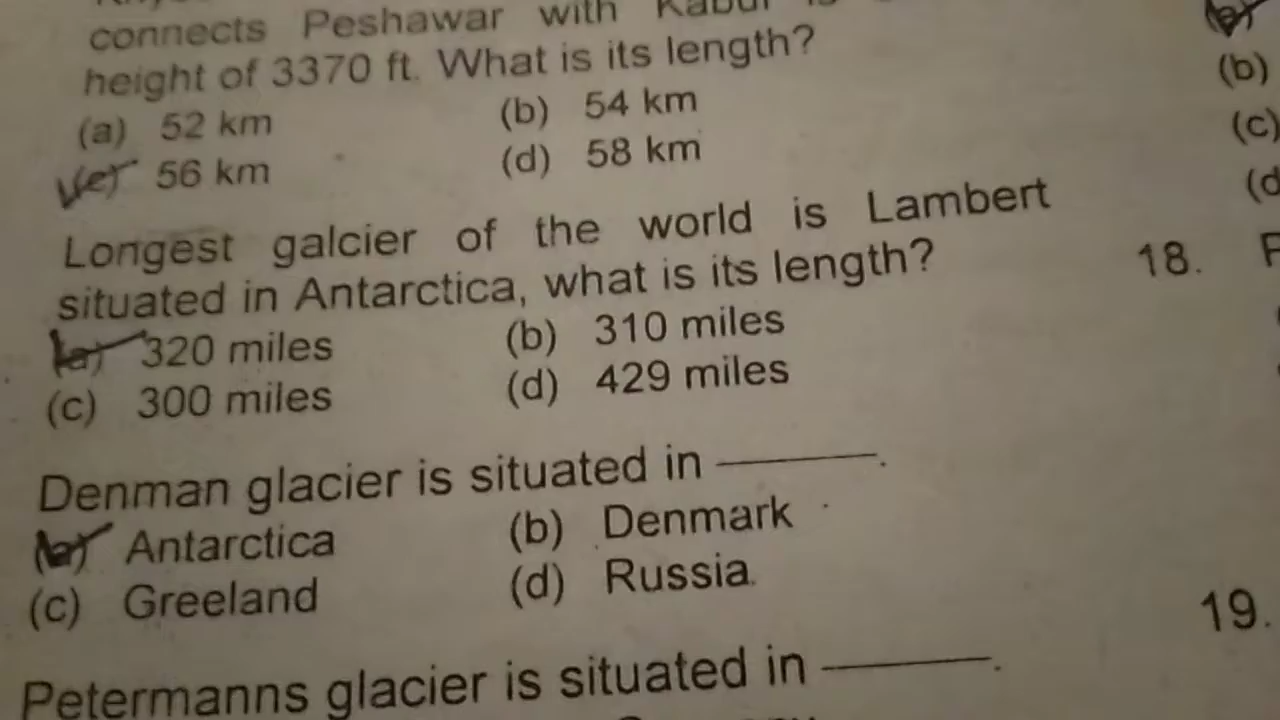 connects Peshawar with Kabul
height of 3370 ft. What is its length?
(a) 52 km (b) 54 km
(c) 56 km (d) 58 km
Longest galcier of the world is Lambert
situated in Antarctica, what is its length?
(a) 320 miles (b) 310 miles
(c) 300 miles (d) 429 miles
Denman glacier is situated in ———.
(a) Antarctica (b) Denmark
(c) Greeland (d) Russia.
Petermanns glacier is situated in ———.
(b)
(c)
(d
18. F
19.